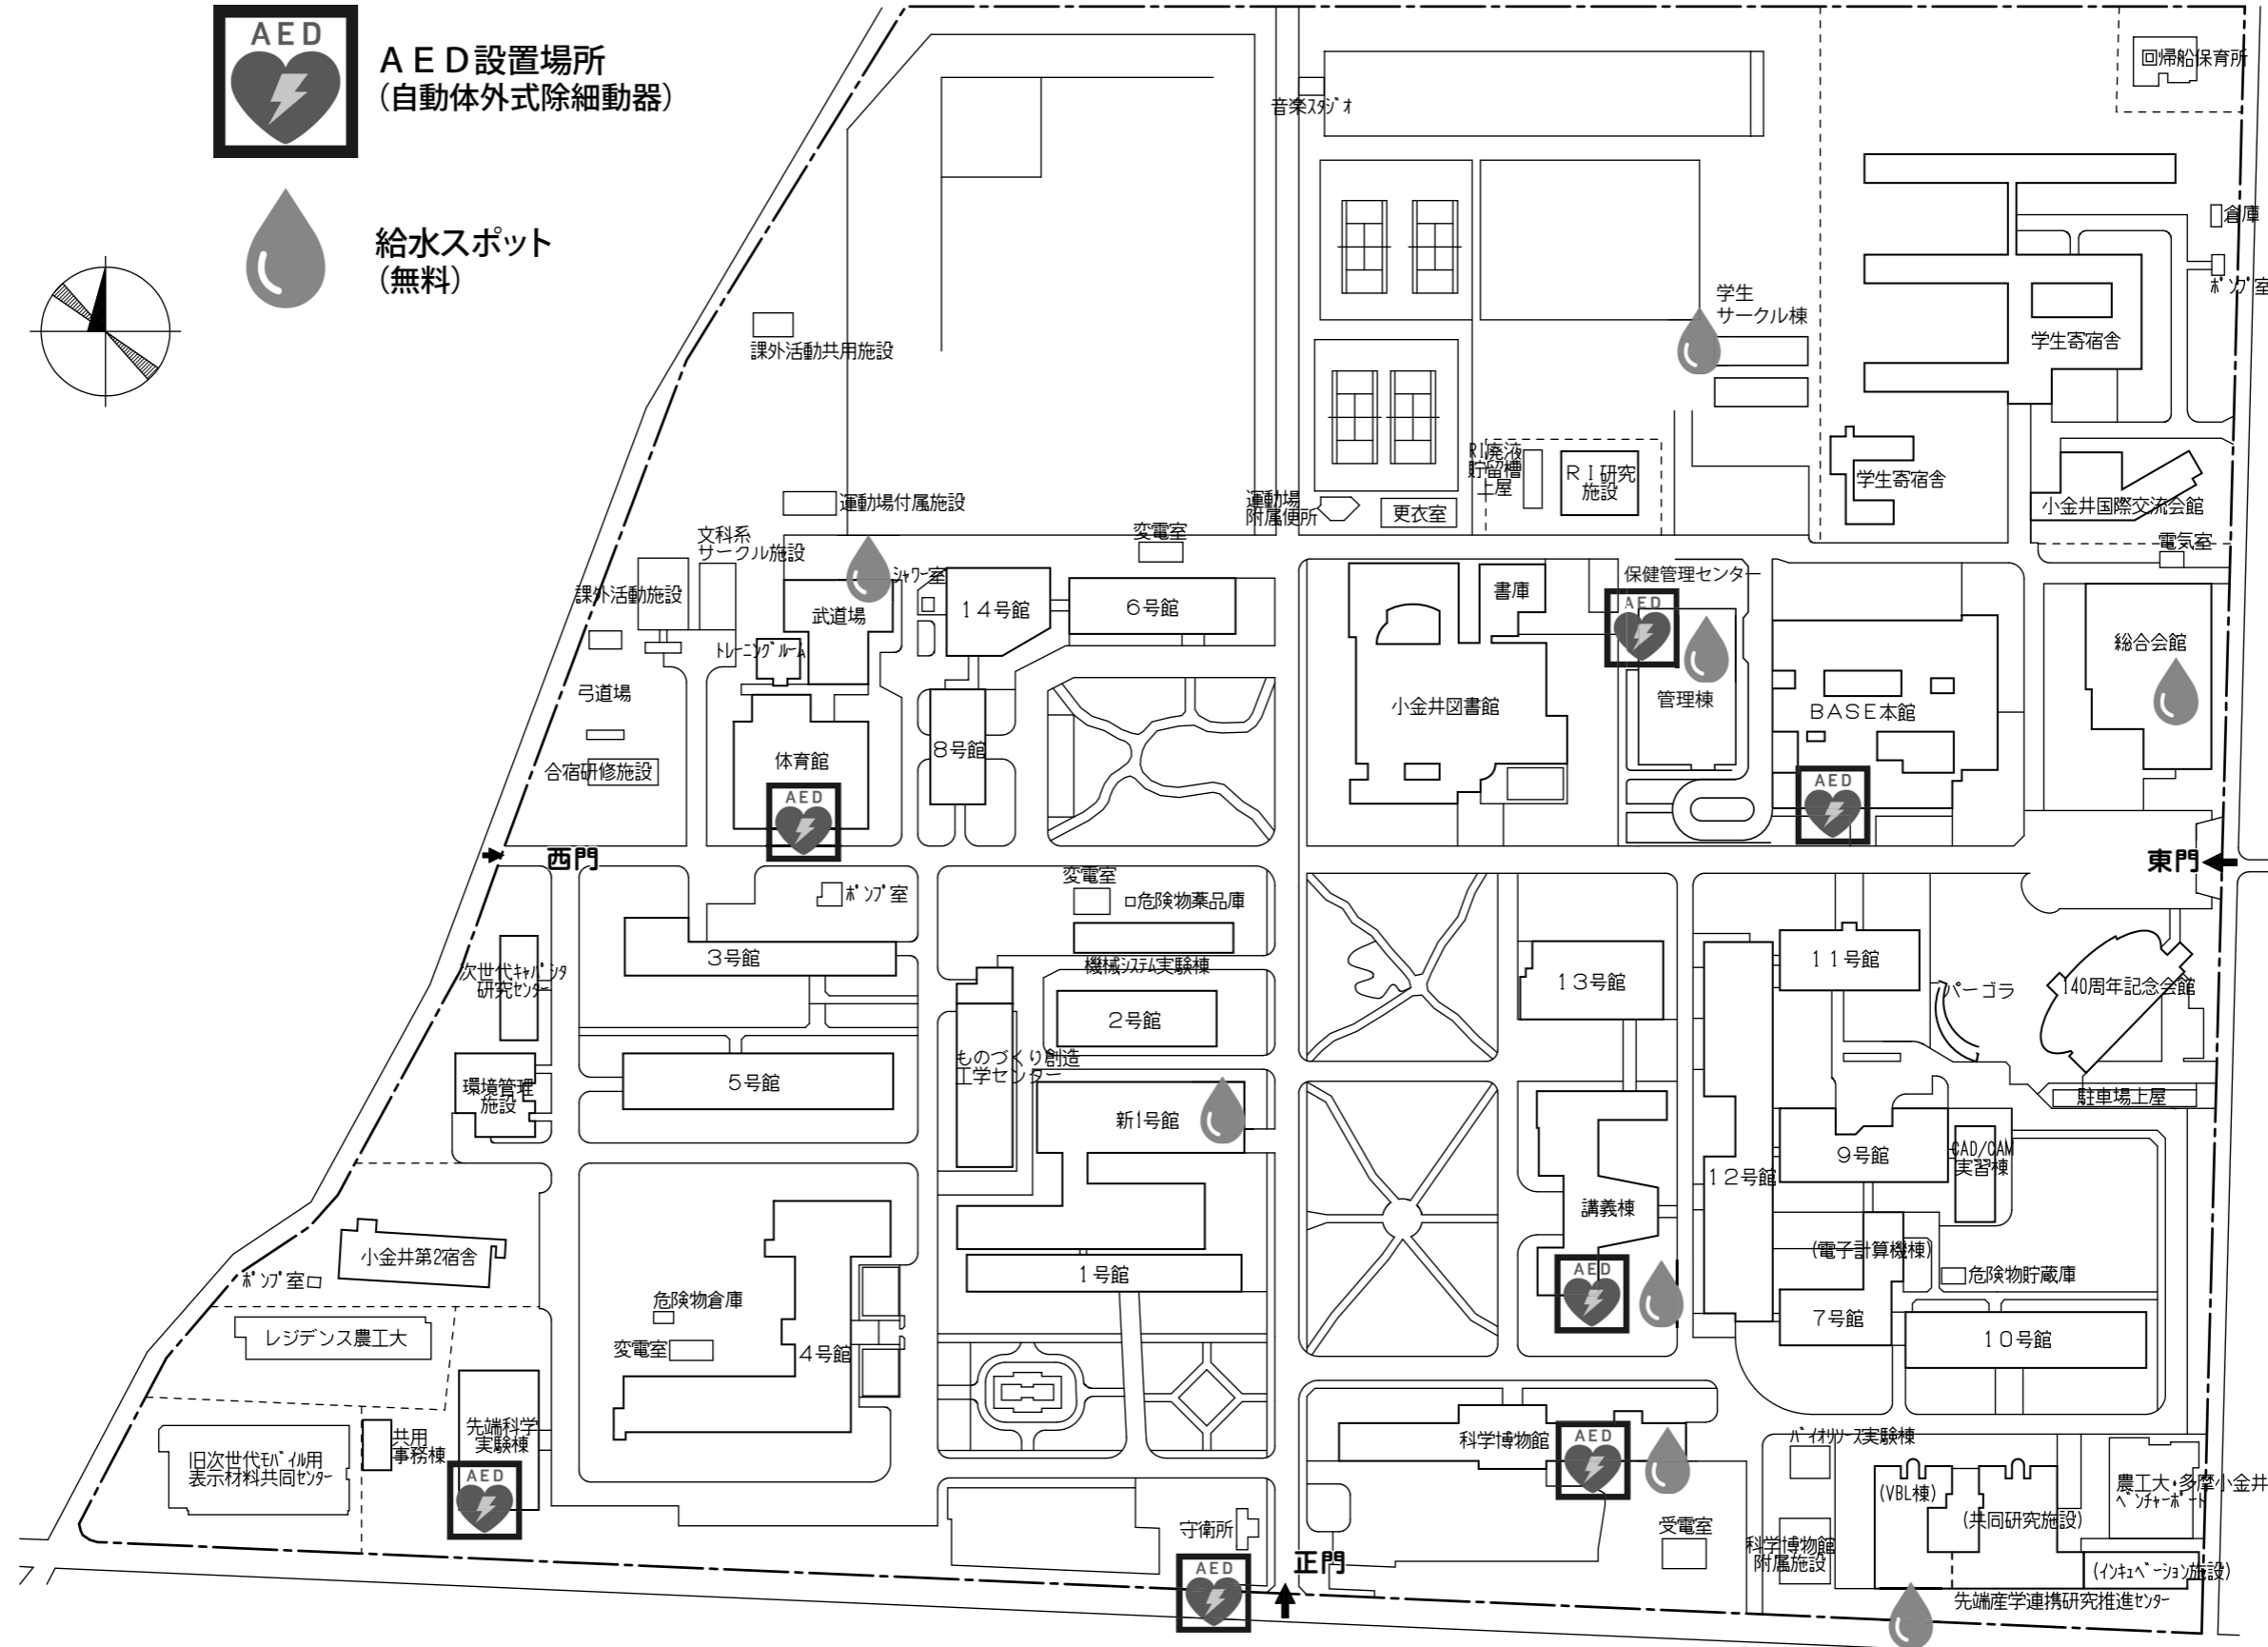 AED
AED設置場所
(自動体外式除細動器)
給水スポット
(無料)
回帰船保育所
音楽スタジオ
倉庫
ポンプ室
学生
サークル棟
学生寄宿舎
課外活動共用施設
RI廃液
貯留槽
上屋
RI研究
施設
学生寄宿舎
運動場付属施設
運動場
附属便所
更衣室
小金井国際交流会館
文科系
サークル施設
変電室
電気室
シャワー室
課外活動施設
武道場
14号館
6号館
書庫
保健管理センター
AED
総合会館
トレーニングルーム
弓道場
小金井図書館
管理棟
BASE本館
8号館
合宿研修施設
体育館
AED
AED
西門
東門
ポンプ室
変電室
危険物薬品庫
3号館
機械システム実験棟
次世代キャパシタ
研究センター
13号館
11号館
パーゴラ
140周年記念会館
2号館
ものづくり創造
工学センター
5号館
環境管理
施設
新1号館
駐車場上屋
9号館
CAD/CAM
実習棟
12号館
講義棟
小金井第2宿舎
ポンプ室
(電子計算機棟)
危険物貯蔵庫
1号館
AED
危険物倉庫
7号館
10号館
レジデンス農工大
変電室
4号館
共用
事務棟
先端科学
実験棟
科学博物館
AED
バイオリソース実験棟
旧次世代モバイル用
表示材料共同センター
AED
(VBL棟)
農工大・多摩小金井
ベンチャーポート
(共同研究施設)
守衛所
受電室
科学博物館
附属施設
正門
AED
(インキュベーション施設)
先端産学連携研究推進センター